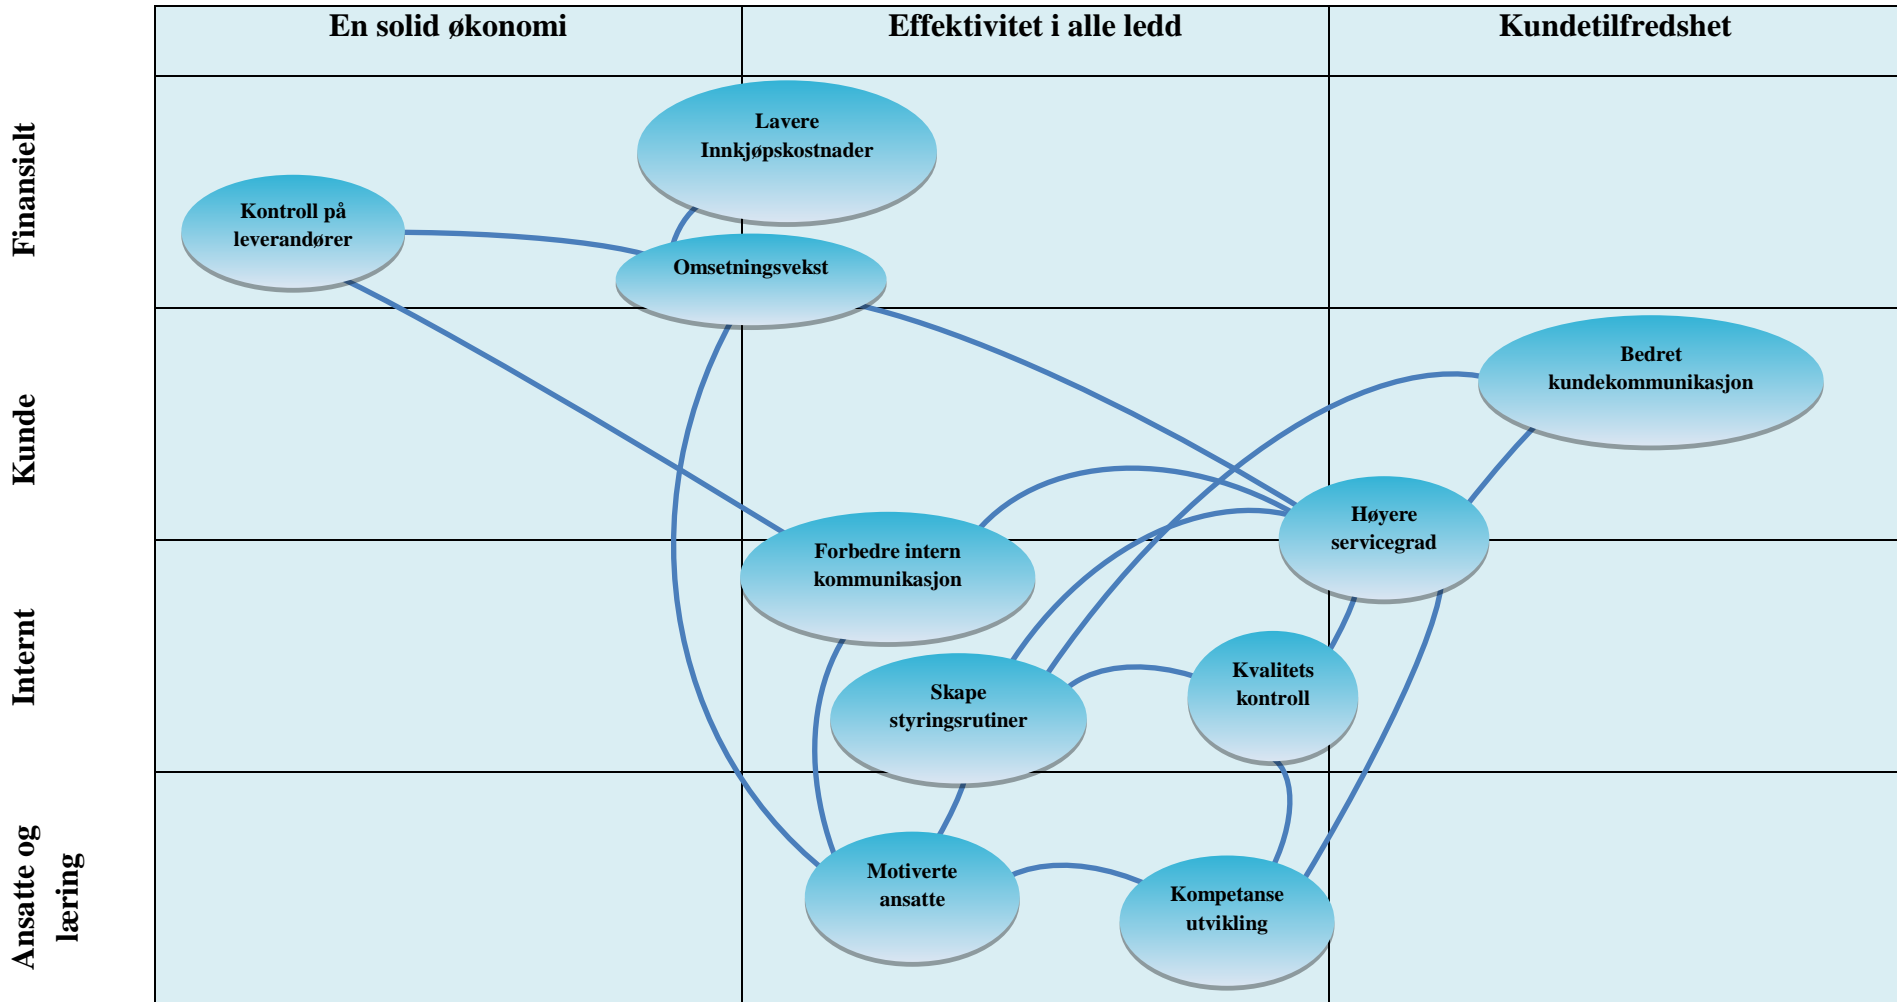 En solid økonomi
Effektivitet i alle ledd
Kundetilfredshet
Finansielt
Lavere
Innkjøpskostnader
Kontroll på
leverandører
Omsetningsvekst
Kunde
Bedret
kundekommunikasjon
Høyere
servicegrad
Internt
Forbedre intern
kommunikasjon
Skape
styringsrutiner
Kvalitets
kontroll
Ansatte og
læring
Motiverte
ansatte
Kompetanse
utvikling